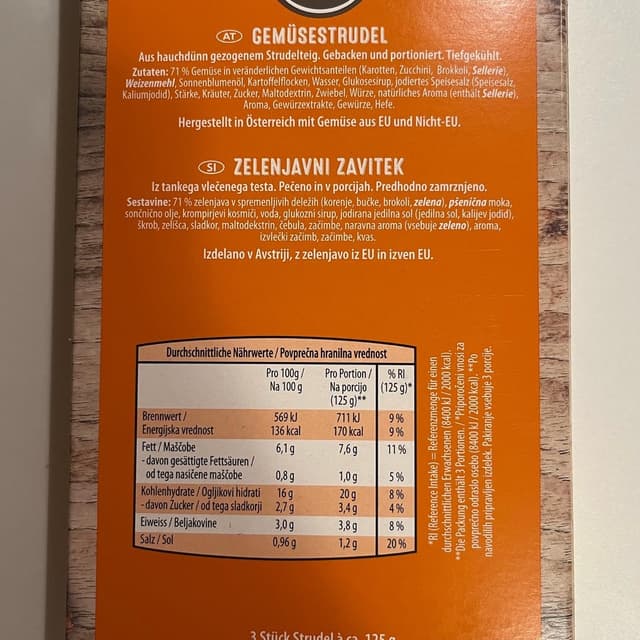 AT GEMÜSESTRUDEL
Aus hauchdünn gezogenem Strudelteig. Gebacken und portioniert. Tiefgekühlt.
Zutaten: 71 % Gemüse in veränderlichen Gewichtsanteilen (Karotten, Zucchini, Brokkoli, Sellerie),
Weizenmehl, Sonnenblumenöl, Kartoffelflocken, Wasser, Glukosesirup, jodiertes Speisesalz (Speisesalz,
Kaliumjodid), Stärke, Kräuter, Zucker, Maltodextrin, Zwiebel, Würze, natürliches Aroma (enthält Sellerie),
Aroma, Gewürzextrakte, Gewürze, Hefe.
Hergestellt in Österreich mit Gemüse aus EU und Nicht-EU.
SI ZELENJAVNI ZAVITEK
Iz tankega vlečenega testa. Pečeno in v porcijah. Predhodno zamrznjeno.
Sestavine: 71 % zelenjava v spremenljivih deležih (korenje, bučke, brokoli, zelena), pšenična moka,
sončnično olje, krompirjevi kosmiči, voda, glukozni sirup, jodirana jedilna sol (jedilna sol, kalijev jodid),
škrob, zelišča, sladkor, maltodekstrin, čebula, začimbe, naravna aroma (vsebuje zeleno), aroma,
izvlečki začimb, začimbe, kvas.
Izdelano v Avstriji, z zelenjavo iz EU in izven EU.
Durchschnittliche Nährwerte / Povprečna hranilna vrednost
Pro 100g / Pro Portion / % RI
Na 100 g Na porcijo (125 g)*
(125 g)**
Brennwert / 569 kJ 711 kJ 9 %
Energijska vrednost 136 kcal 170 kcal 9 %
Fett / Maščobe 6,1 g 7,6 g 11 %
- davon gesättigte Fettsäuren /
od tega nasičene maščobe 0,8 g 1,0 g 5 %
Kohlenhydrate / Ogljikovi hidrati 16 g 20 g 8 %
- davon Zucker / od tega sladkorji 2,7 g 3,4 g 4 %
Eiweiss / Beljakovine 3,0 g 3,8 g 8 %
Salz / Sol 0,96 g 1,2 g 20 %
*RI (Reference Intake) = Referenzmenge für einen
durchschnittlichen Erwachsenen (8400 kJ / 2000 kcal).
**Die Packung enthält 3 Portionen. / *Priporočeni vnosi za
povprečno odraslo osebo (8400 kJ / 2000 kcal). **Po
navodilih pripravljen izdelek. Pakiranje vsebuje 3 porcije.
3 Stück Strudel à ca. 125 g